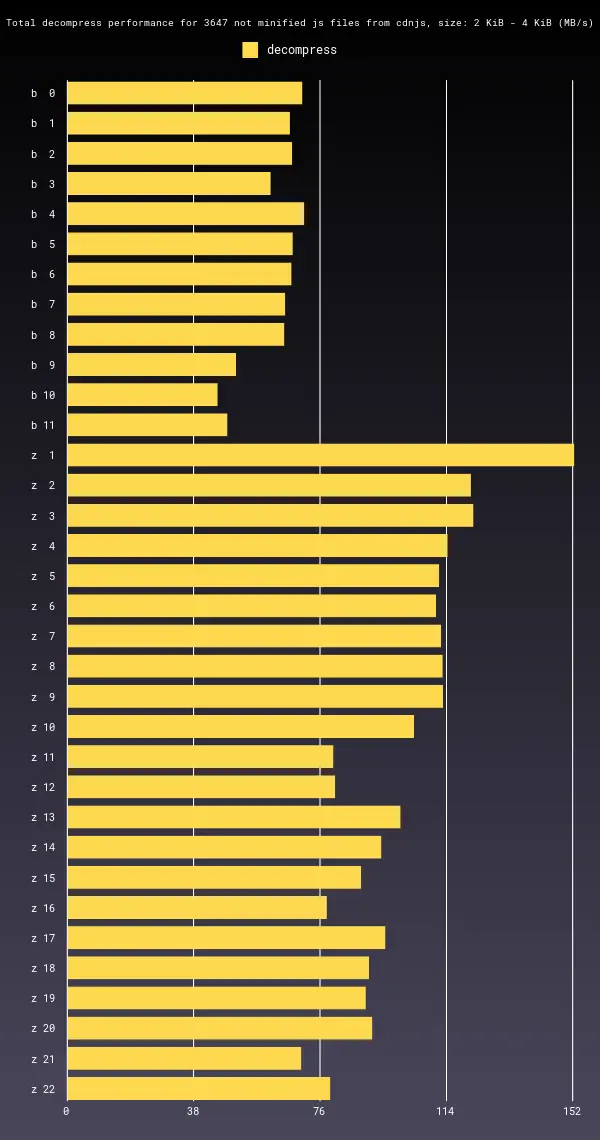 Total decompress performance for 3647 not minified js files from cdnjs, size: 2 KiB - 4 KiB (MB/s)
decompress
b 0
b 1
b 2
b 3
b 4
b 5
b 6
b 7
b 8
b 9
b 10
b 11
z 1
z 2
z 3
z 4
z 5
z 6
z 7
z 8
z 9
z 10
z 11
z 12
z 13
z 14
z 15
z 16
z 17
z 18
z 19
z 20
z 21
z 22
0 38 76 114 152